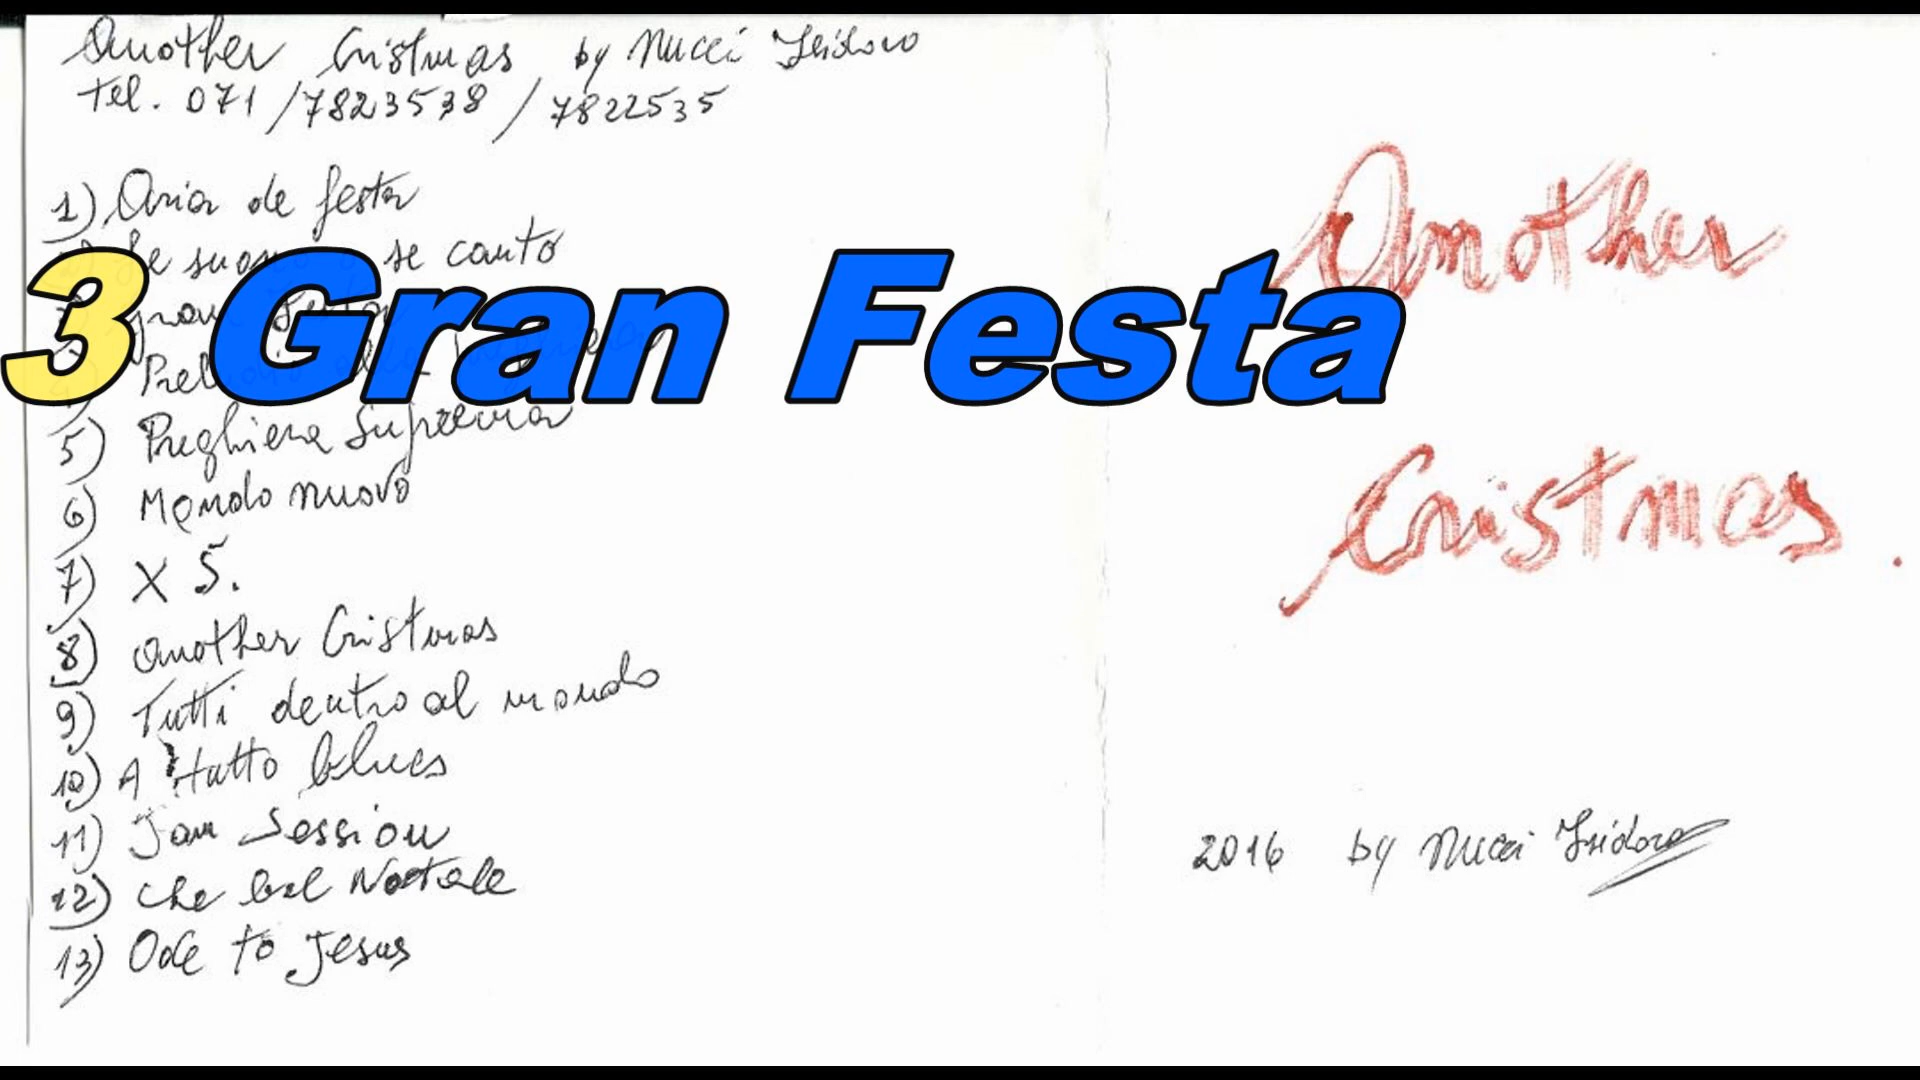 Another Cristmas by Nucci Isidoro
Tel. 071/7823538/7822535
1) Aria de festa
se canto
3 Gran Festa
5) Preghiera Suprema
6) Mondo nuovo
7) X 5.
8) Another Cristmas
9) Tutti dentro al mondo
10) A tutto blues
11) Jam Session
12) Che bel Natale
13) Ode to Jesus
Another
Cristmas.
2016 by Nucci Isidoro